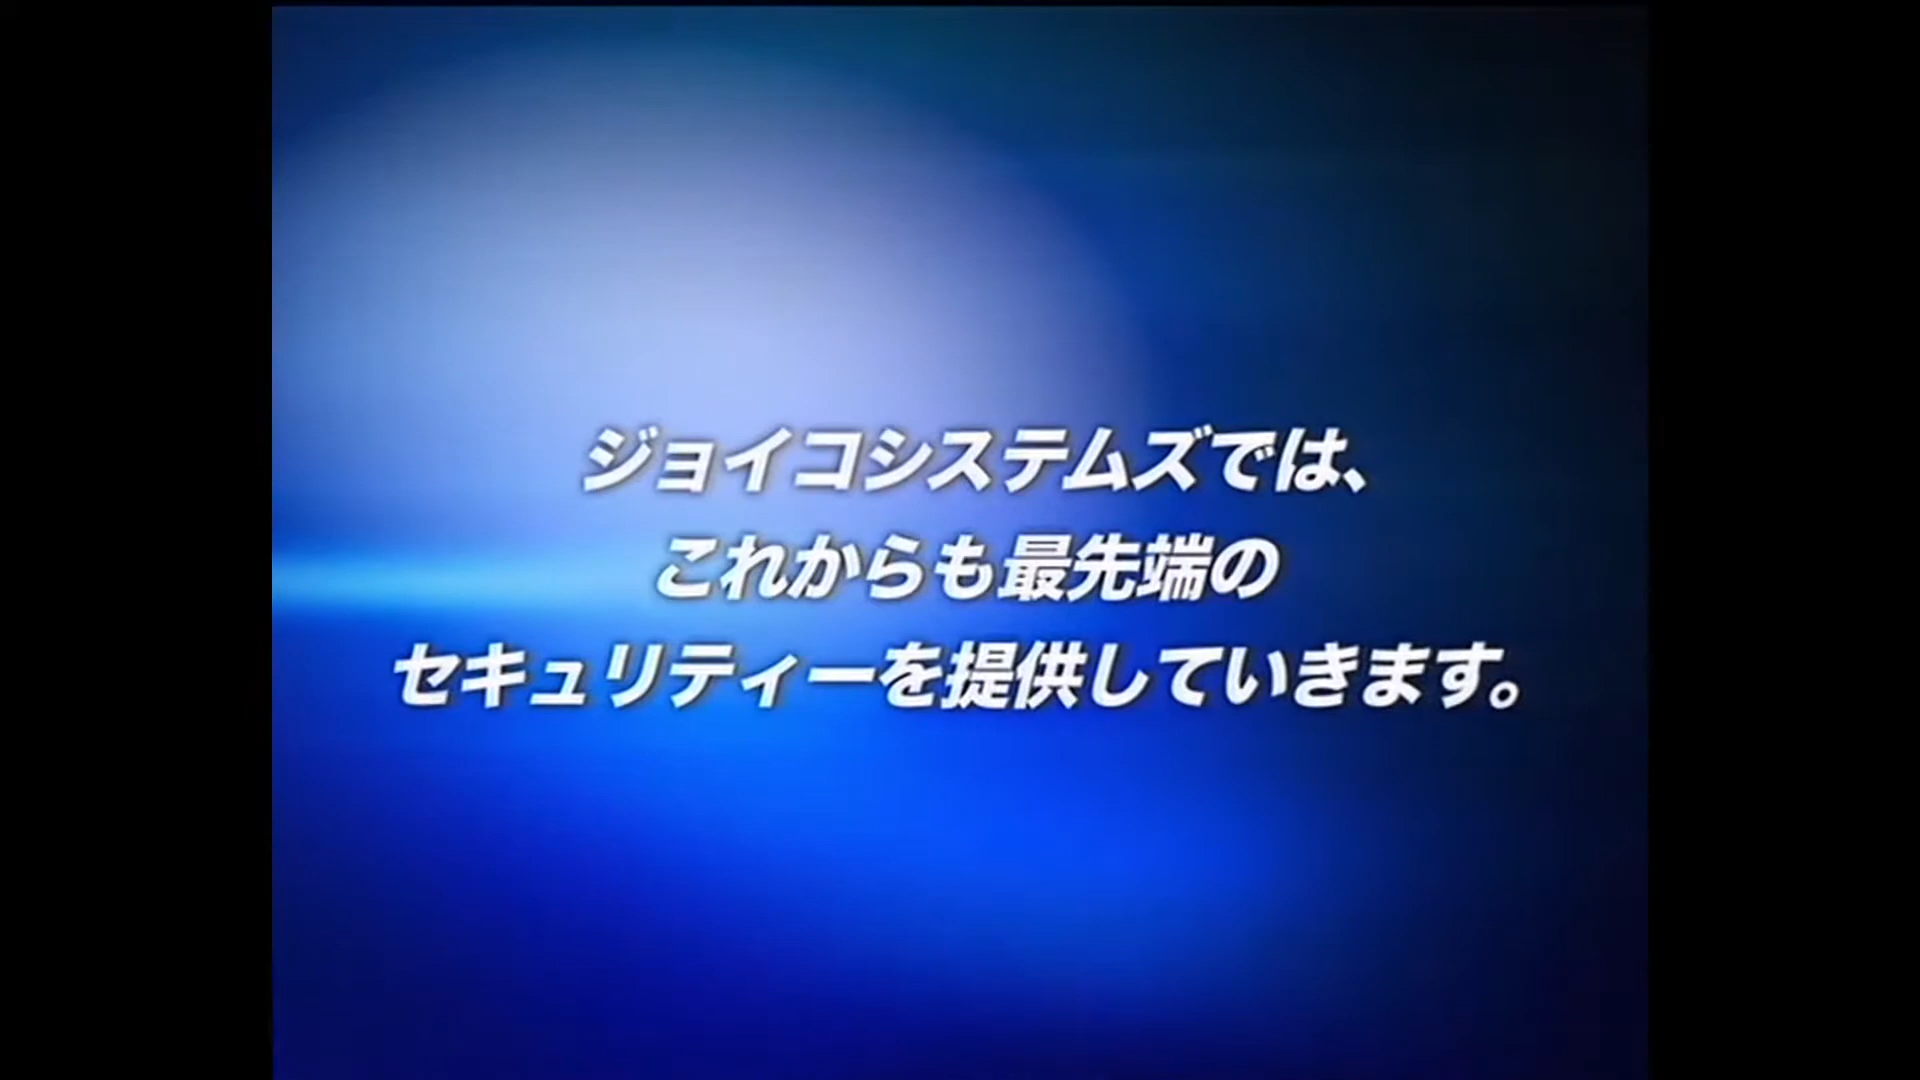 ジョイコシステムズでは、
これからも最先端の
セキュリティーを提供していきます。